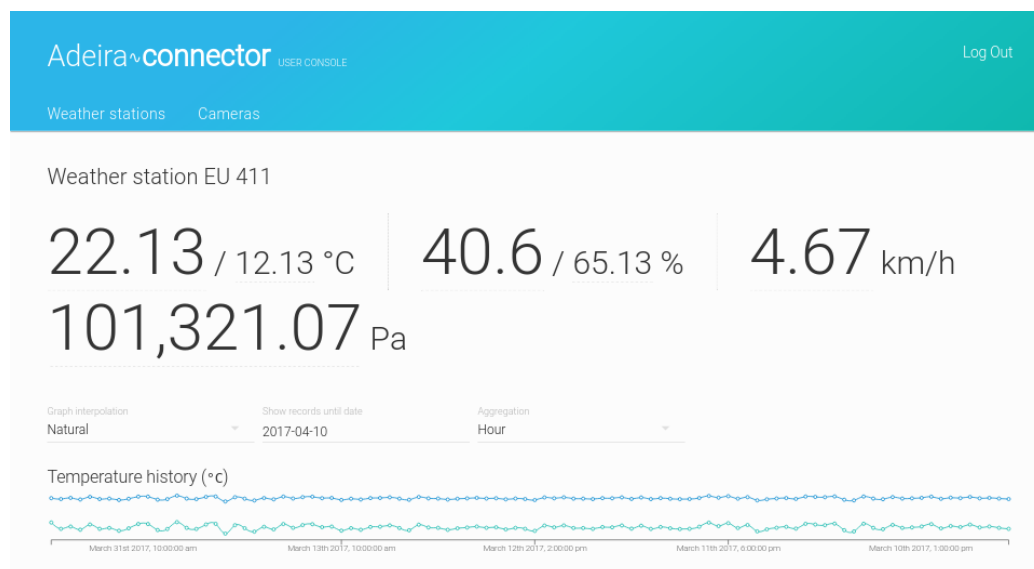 Adeira∿connector USER CONSOLE
Log Out
Weather stations Cameras
Weather station EU 411
22.13 / 12.13 °C 40.6 / 65.13 % 4.67 km/h
101,321.07 Pa
Graph interpolation Show records until date Aggregation
Natural 2017-04-10 Hour
Temperature history (°C)
March 31st 2017, 10:00:00 am March 13th 2017, 10:00:00 am March 12th 2017, 2:00:00 pm March 11th 2017, 6:00:00 pm March 10th 2017, 1:00:00 pm